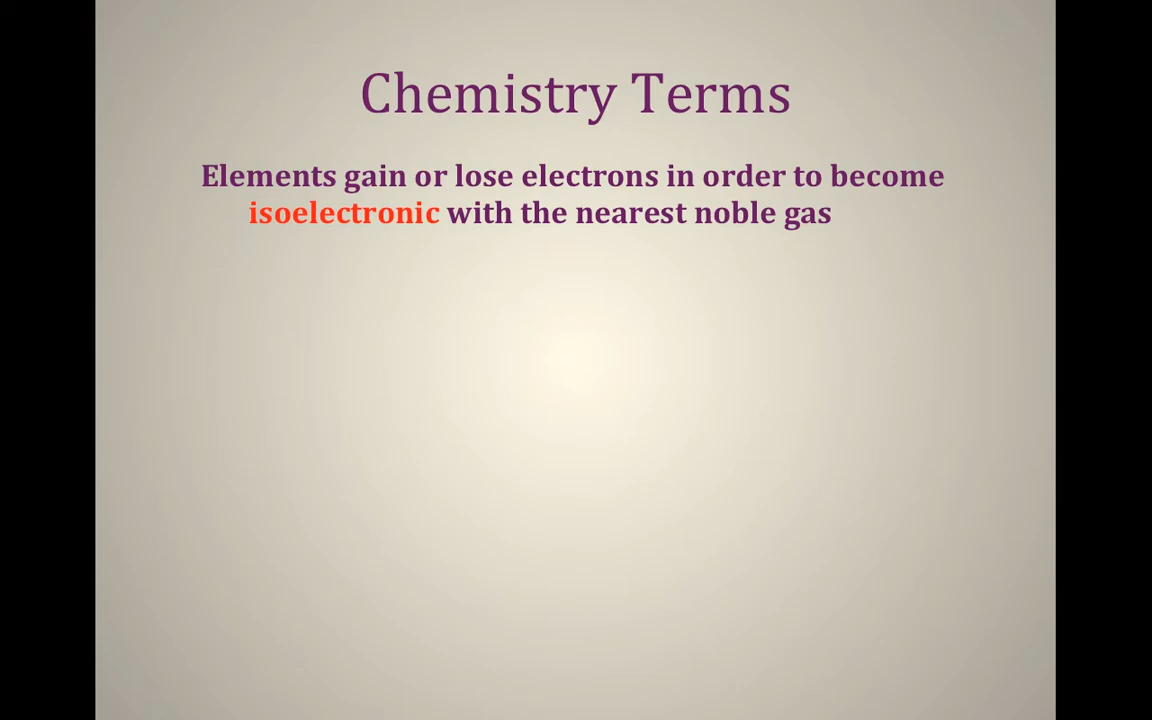 Chemistry Terms
Elements gain or lose electrons in order to become
isoelectronic with the nearest noble gas